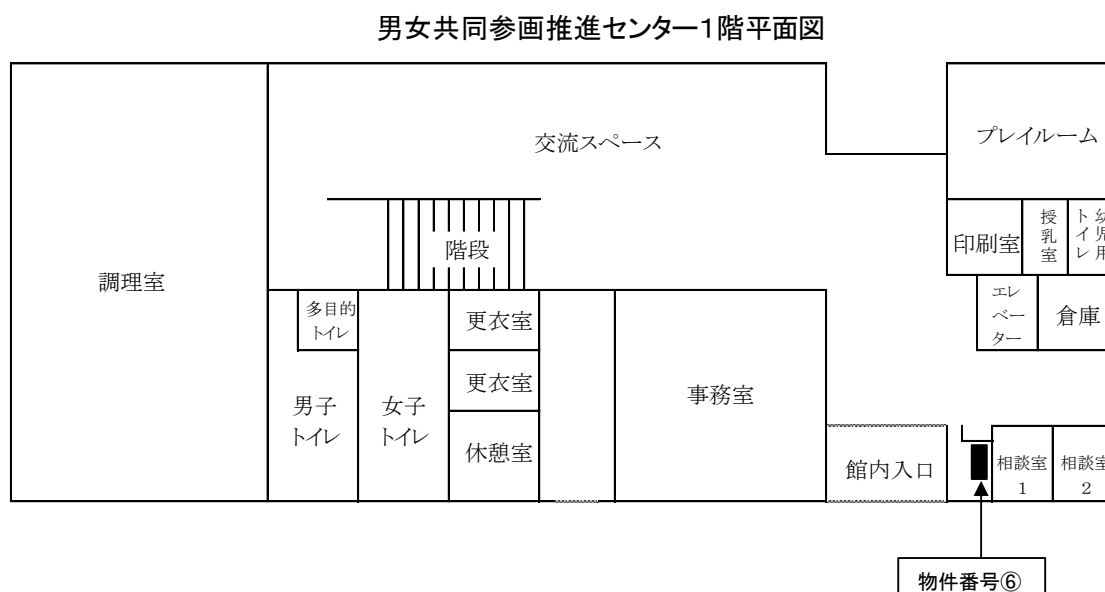 男女共同参画推進センター1階平面図
調理室
交流スペース
階段
プレイルーム
印刷室
授乳室
幼児用
トイレ
エレ
ベー
ター
倉庫
多目的
トイレ
男子
トイレ
女子
トイレ
更衣室
更衣室
休憩室
事務室
館内入口
相談室
1
相談室
2
物件番号⑥